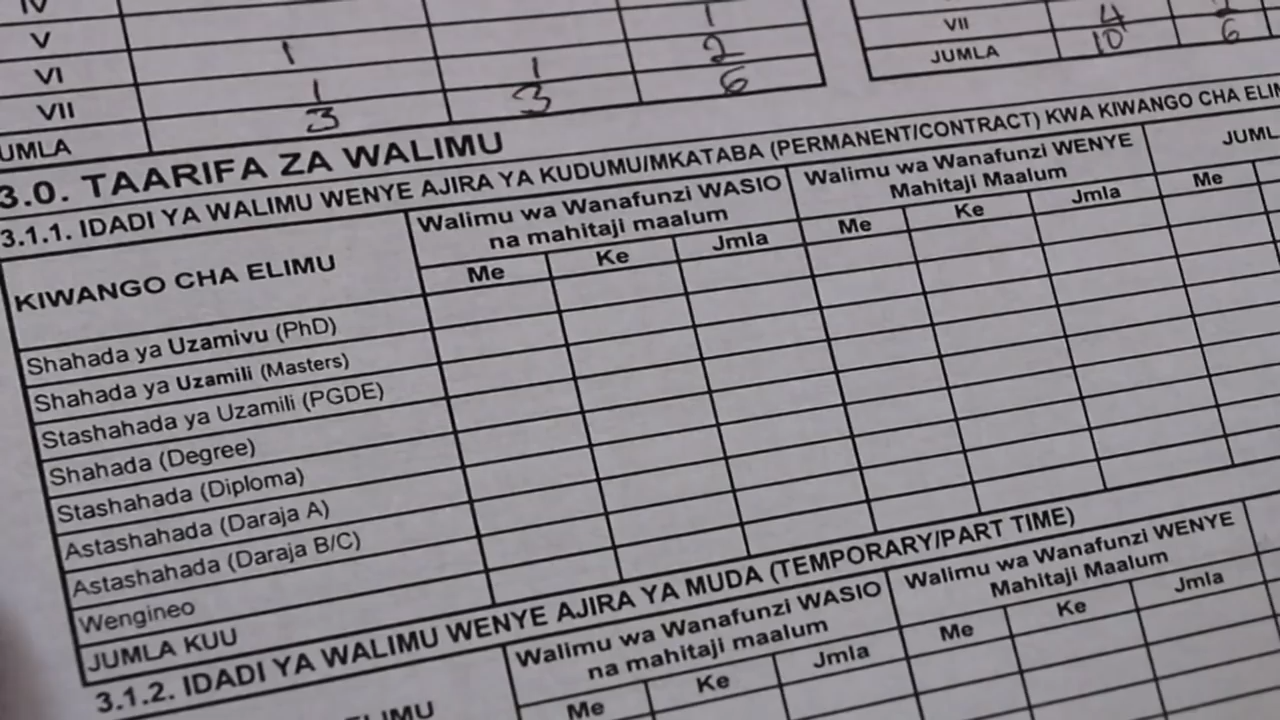 IV
V
VI 1 1
VII 1 1 2
UMLA 3 3 6
VII 4
JUMLA 10 6
3.0. TAARIFA ZA WALIMU
3.1.1. IDADI YA WALIMU WENYE AJIRA YA KUDUMU/MKATABA (PERMANENT/CONTRACT) KWA KIWANGO CHA ELIM
KIWANGO CHA ELIMU
Walimu wa Wanafunzi WASIO
na mahitaji maalum
Walimu wa Wanafunzi WENYE
Mahitaji Maalum
JUML
Me Ke Jmla Me Ke Jmla Me
Shahada ya Uzamivu (PhD)
Shahada ya Uzamili (Masters)
Stashahada ya Uzamili (PGDE)
Shahada (Degree)
Stashahada (Diploma)
Astashahada (Daraja A)
Astashahada (Daraja B/C)
Wengineo
JUMLA KUU
3.1.2. IDADI YA WALIMU WENYE AJIRA YA MUDA (TEMPORARY/PART TIME)
Walimu wa Wanafunzi WASIO
na mahitaji maalum
Walimu wa Wanafunzi WENYE
Mahitaji Maalum
ELIMU
Me Ke Jmla Me Ke Jmla